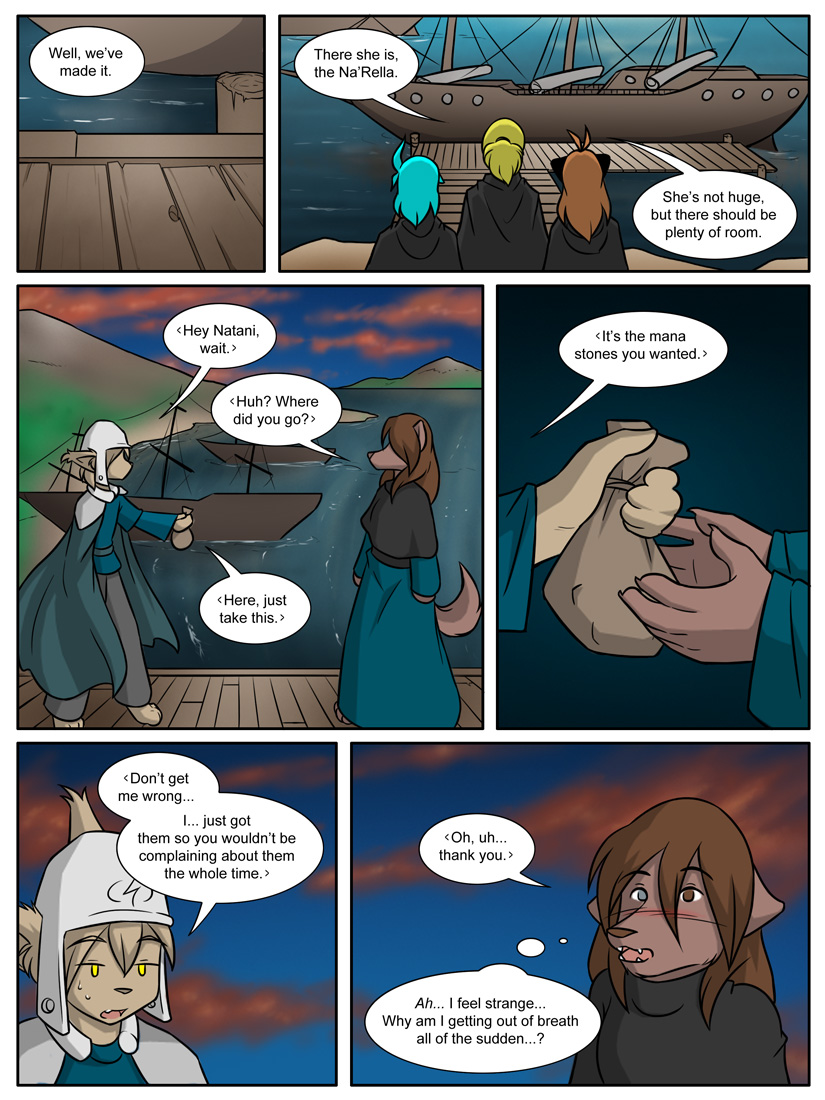 Well, we've
made it.
There she is,
the Na'Rella.
She's not huge,
but there should be
plenty of room.
‹Hey Natani,
wait.›
‹Huh? Where
did you go?›
‹Here, just
take this.›
‹It's the mana
stones you wanted.›
‹Don't get
me wrong...
I... just got
them so you wouldn't be
complaining about them
the whole time.›
‹Oh, uh...
thank you.›
Ah... I feel strange...
Why am I getting out of breath
all of the sudden...?